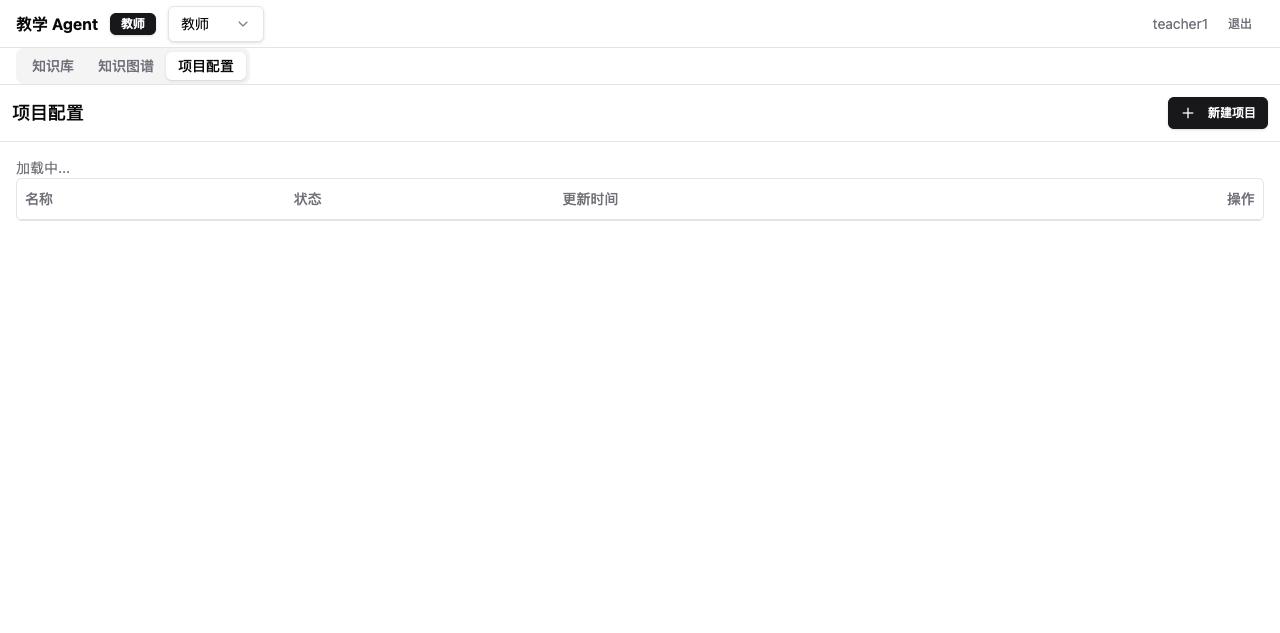 教学 Agent 教师 教师 teacher1 退出
知识库 知识图谱 项目配置
项目配置 新建项目
加载中...
名称 状态 更新时间 操作